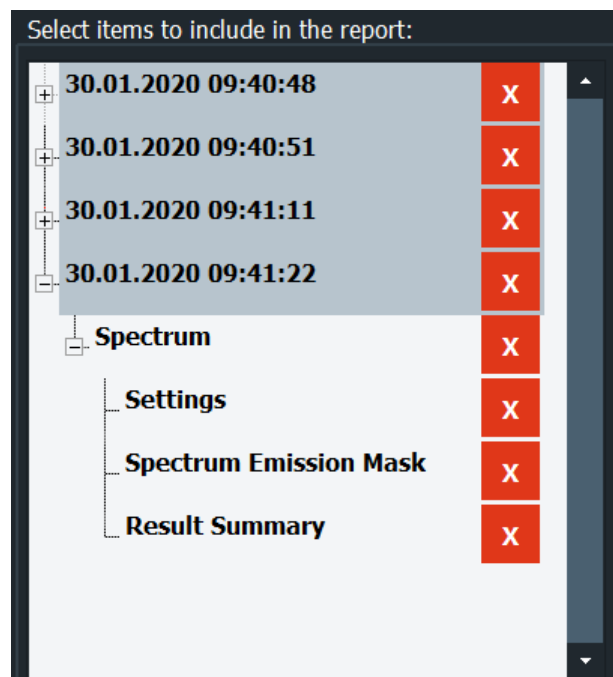 Select items to include in the report:
30.01.2020 09:40:48 X
30.01.2020 09:40:51 X
30.01.2020 09:41:11 X
30.01.2020 09:41:22 X
Spectrum X
Settings X
Spectrum Emission Mask X
Result Summary X